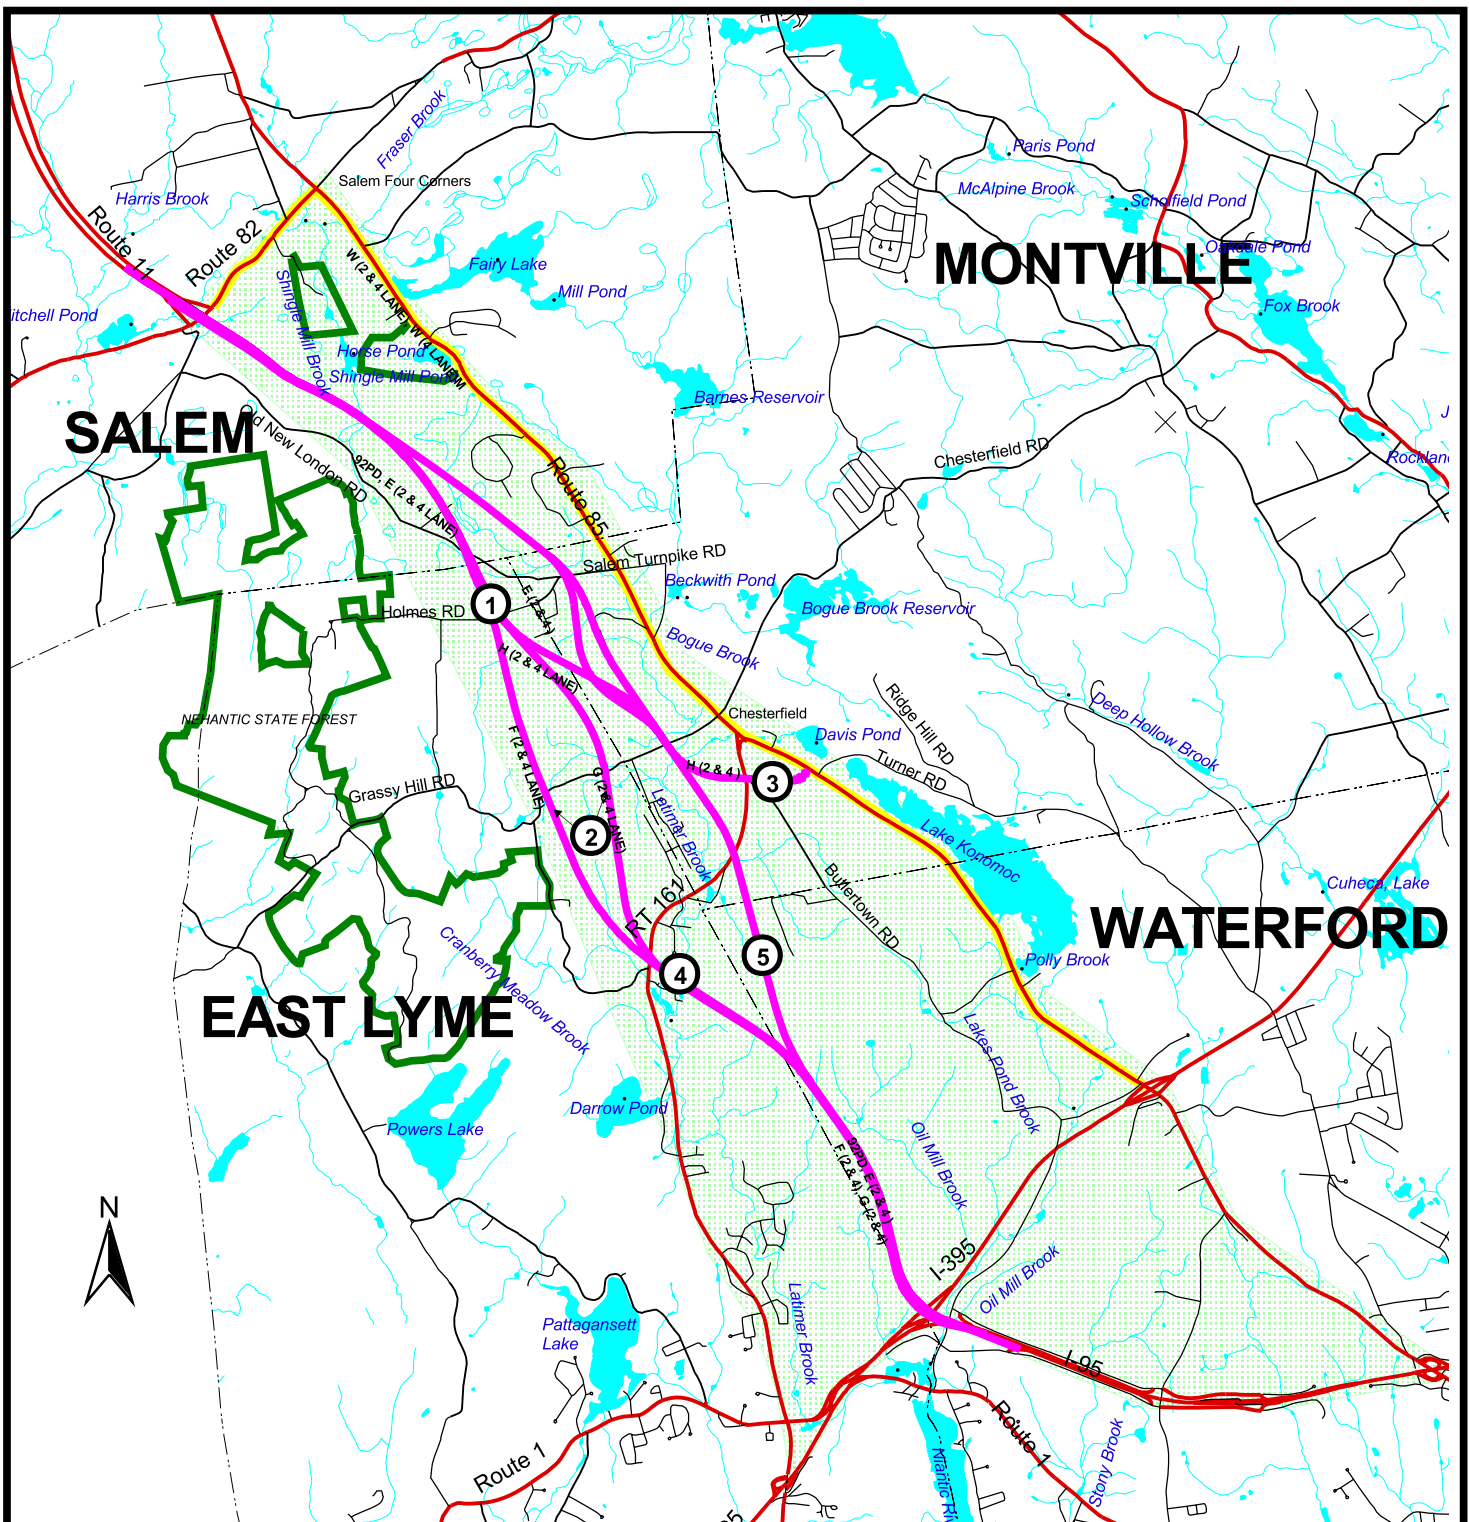 Fraser Brook
Paris Pond
Salem Four Corners
McAlpine Brook
Harris Brook
Scholfield Pond
Route 11
Route 82
MONTVILLE
Oakdale Pond
W (2 & 4 LANE), W (4 LANE)M
Fairy Lake
Shingle Mill Brook
Mill Pond
Fox Brook
itchell Pond
Horse Pond
Shingle Mill Pond
Barnes Reservoir
J
SALEM
Old New London RD
92PD, E (2 & 4 LANE)
Chesterfield RD
Rocklan
Route 85
Salem Turnpike RD
Beckwith Pond
E (2 & 4 )
1
Holmes RD
Bogue Brook Reservoir
Bogue Brook
H (2 & 4 LANE)
Ridge Hill RD
Deep Hollow Brook
NEHANTIC STATE FOREST
Chesterfield
Davis Pond
F (2 & 4 LANE)
H (2 & 4 )
Turner RD
3
Grassy Hill RD
G (2 & 4 LANE)
Latimer Brook
2
Lake Konomoc
Cuheca, Lake
Butlertown RD
RT 161
WATERFORD
Cranberry Meadow Brook
5
Polly Brook
4
EAST LYME
Lakes Pond Brook
Darrow Pond
Powers Lake
Oil Mill Brook
92PD, E (2 & 4 )
F (2 & 4), G (2 & 4)
N
I-395
Oil Mill Brook
Latimer Brook
Pattagansett
Lake
I-95
Route 1
Route 1
Stony Brook
Niantic Riv
95